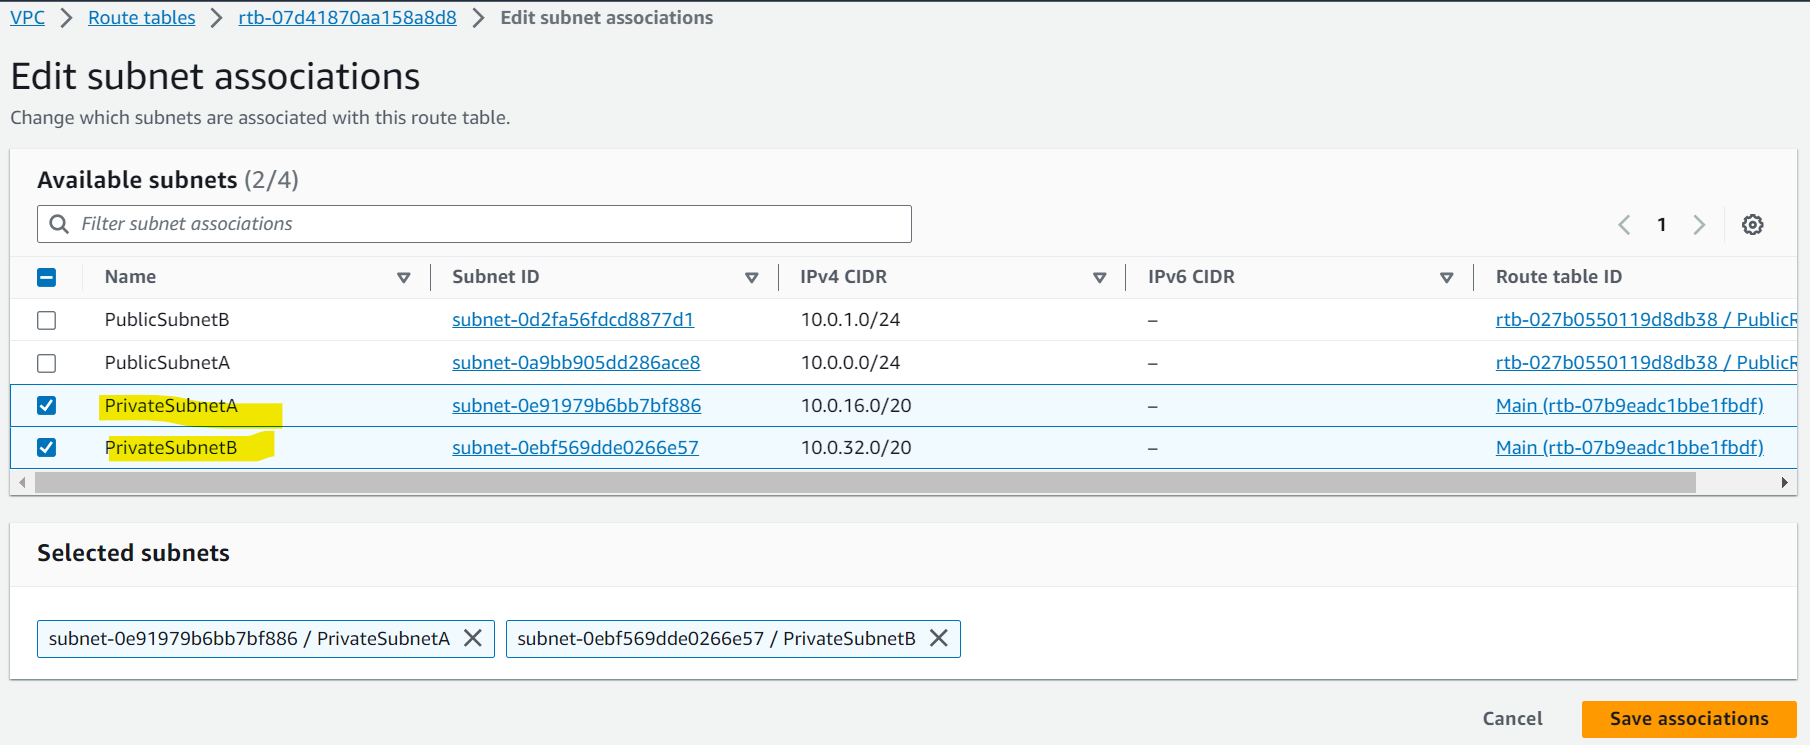 VPC > Route tables > rtb-07d41870aa158a8d8 > Edit subnet associations
Edit subnet associations
Change which subnets are associated with this route table.
Available subnets (2/4)
Filter subnet associations
1
Name Subnet ID IPv4 CIDR IPv6 CIDR Route table ID
PublicSubnetB subnet-0d2fa56fdcd8877d1 10.0.1.0/24 – rtb-027b0550119d8db38 / PublicR
PublicSubnetA subnet-0a9bb905dd286ace8 10.0.0.0/24 – rtb-027b0550119d8db38 / PublicR
PrivateSubnetA subnet-0e91979b6bb7bf886 10.0.16.0/20 – Main (rtb-07b9eadc1bbe1fbdf)
PrivateSubnetB subnet-0ebf569dde0266e57 10.0.32.0/20 – Main (rtb-07b9eadc1bbe1fbdf)
Selected subnets
subnet-0e91979b6bb7bf886 / PrivateSubnetA subnet-0ebf569dde0266e57 / PrivateSubnetB
Cancel Save associations